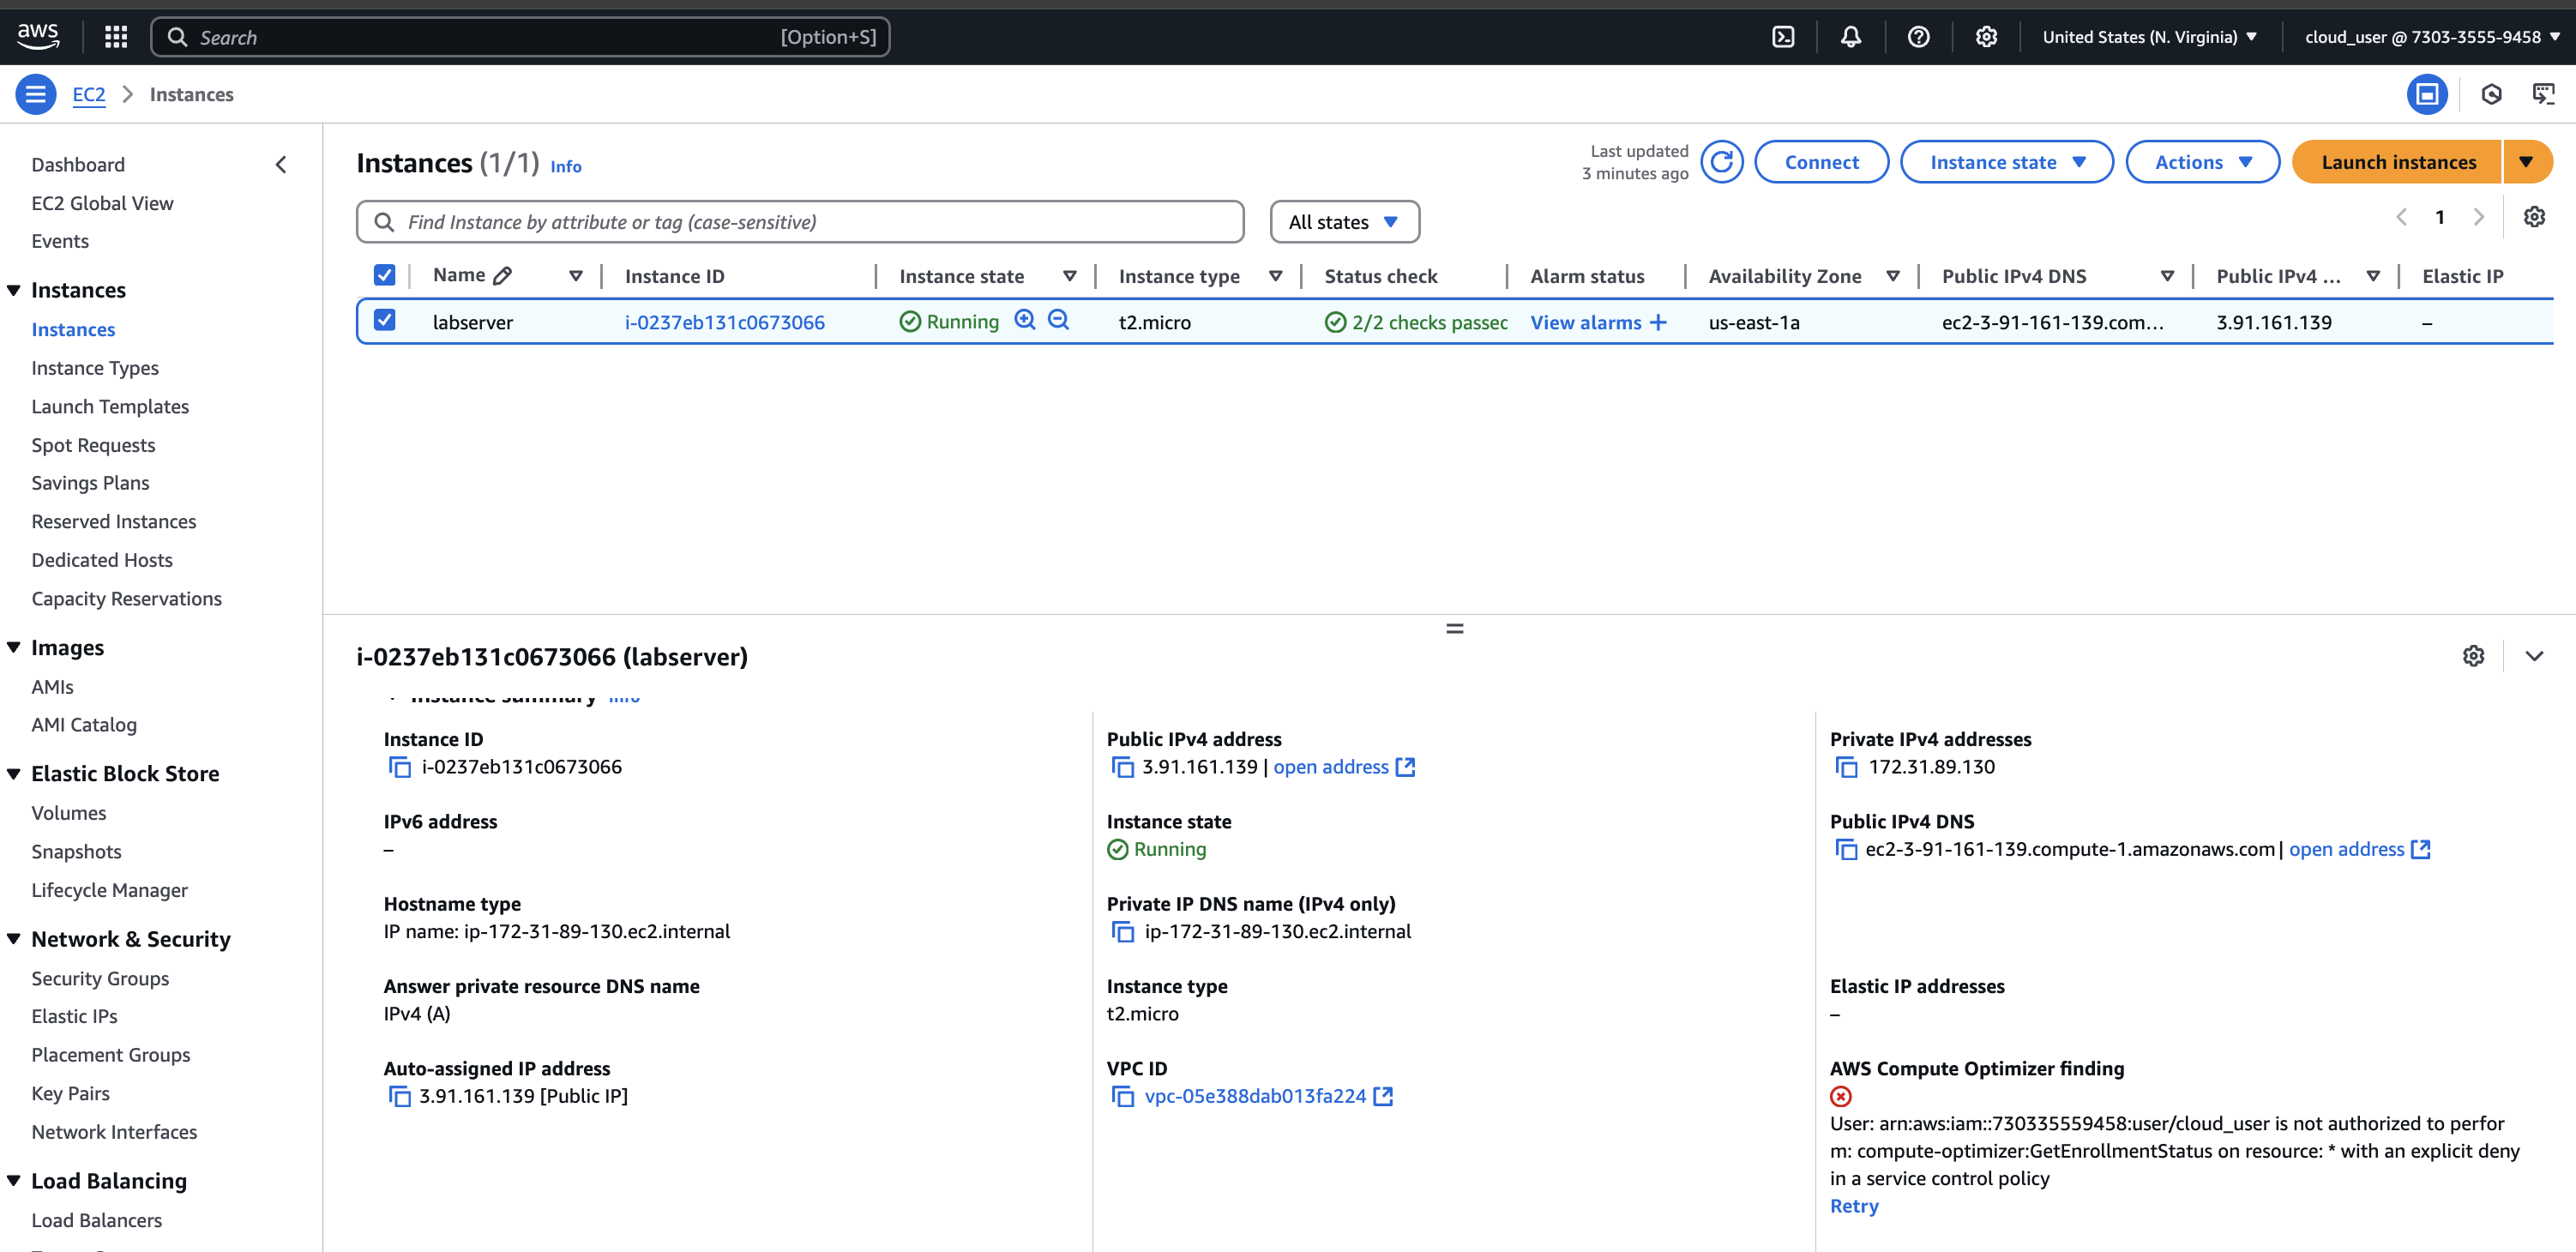 aws
Search [Option+S]
United States (N. Virginia)
cloud_user @ 7303-3555-9458
EC2 > Instances
Dashboard
EC2 Global View
Events
Instances
Instances
Instance Types
Launch Templates
Spot Requests
Savings Plans
Reserved Instances
Dedicated Hosts
Capacity Reservations
Images
AMIs
AMI Catalog
Elastic Block Store
Volumes
Snapshots
Lifecycle Manager
Network & Security
Security Groups
Elastic IPs
Placement Groups
Key Pairs
Network Interfaces
Load Balancing
Load Balancers
Instances (1/1) Info
Last updated
3 minutes ago
Connect
Instance state
Actions
Launch instances
Find Instance by attribute or tag (case-sensitive)
All states
1
Name Instance ID Instance state Instance type Status check Alarm status Availability Zone Public IPv4 DNS Public IPv4 ... Elastic IP
labserver i-0237eb131c0673066 Running t2.micro 2/2 checks passec View alarms + us-east-1a ec2-3-91-161-139.com... 3.91.161.139 –
i-0237eb131c0673066 (labserver)
Instance summary Info
Instance ID
i-0237eb131c0673066
Public IPv4 address
3.91.161.139 | open address
Private IPv4 addresses
172.31.89.130
IPv6 address
–
Instance state
Running
Public IPv4 DNS
ec2-3-91-161-139.compute-1.amazonaws.com | open address
Hostname type
IP name: ip-172-31-89-130.ec2.internal
Private IP DNS name (IPv4 only)
ip-172-31-89-130.ec2.internal
Answer private resource DNS name
IPv4 (A)
Instance type
t2.micro
Elastic IP addresses
–
Auto-assigned IP address
3.91.161.139 [Public IP]
VPC ID
vpc-05e388dab013fa224
AWS Compute Optimizer finding
User: arn:aws:iam::730335559458:user/cloud_user is not authorized to perfor
m: compute-optimizer:GetEnrollmentStatus on resource: * with an explicit deny
in a service control policy
Retry